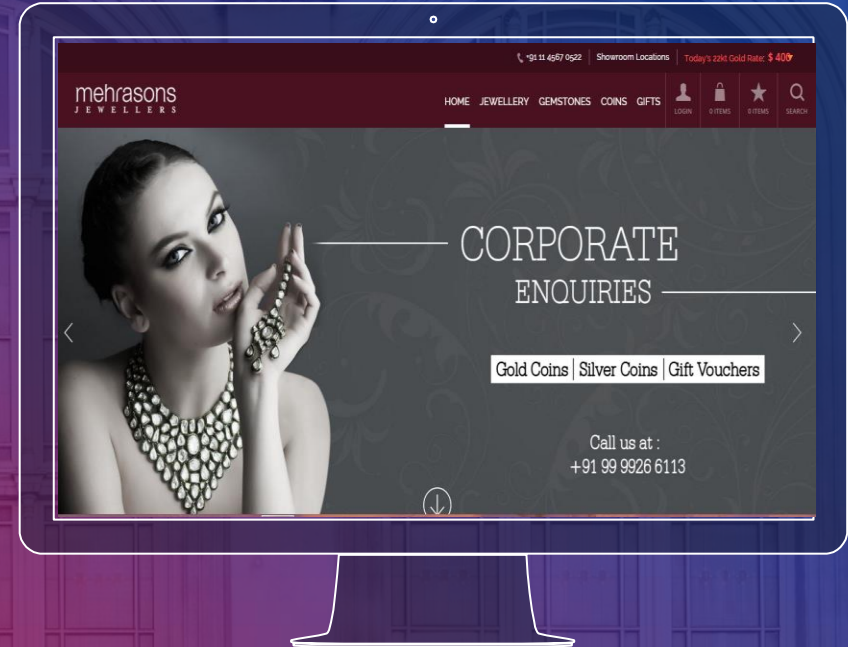 +91 11 4567 0522 Showroom Locations Today's 22kt Gold Rate: $ 406
mehrasons
JEWELLERS
HOME JEWELLERY GEMSTONES COINS GIFTS
LOGIN 0 ITEMS 0 ITEMS SEARCH
CORPORATE
ENQUIRIES
Gold Coins | Silver Coins | Gift Vouchers
Call us at :
+91 99 9926 6113